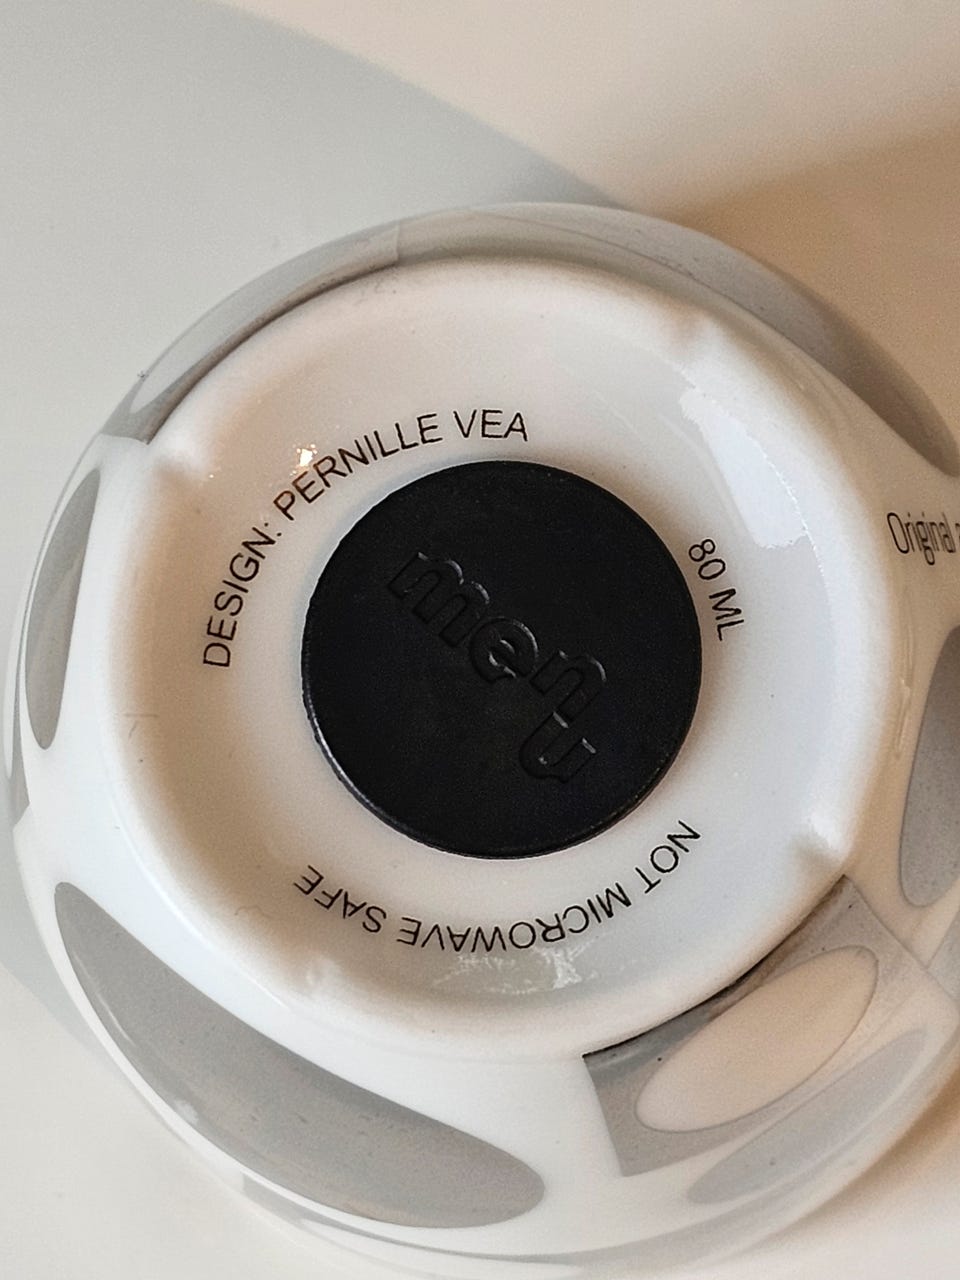 DESIGN: PERNILLE VEA
80 ML
NOT MICROWAVE SAFE
menu
Original